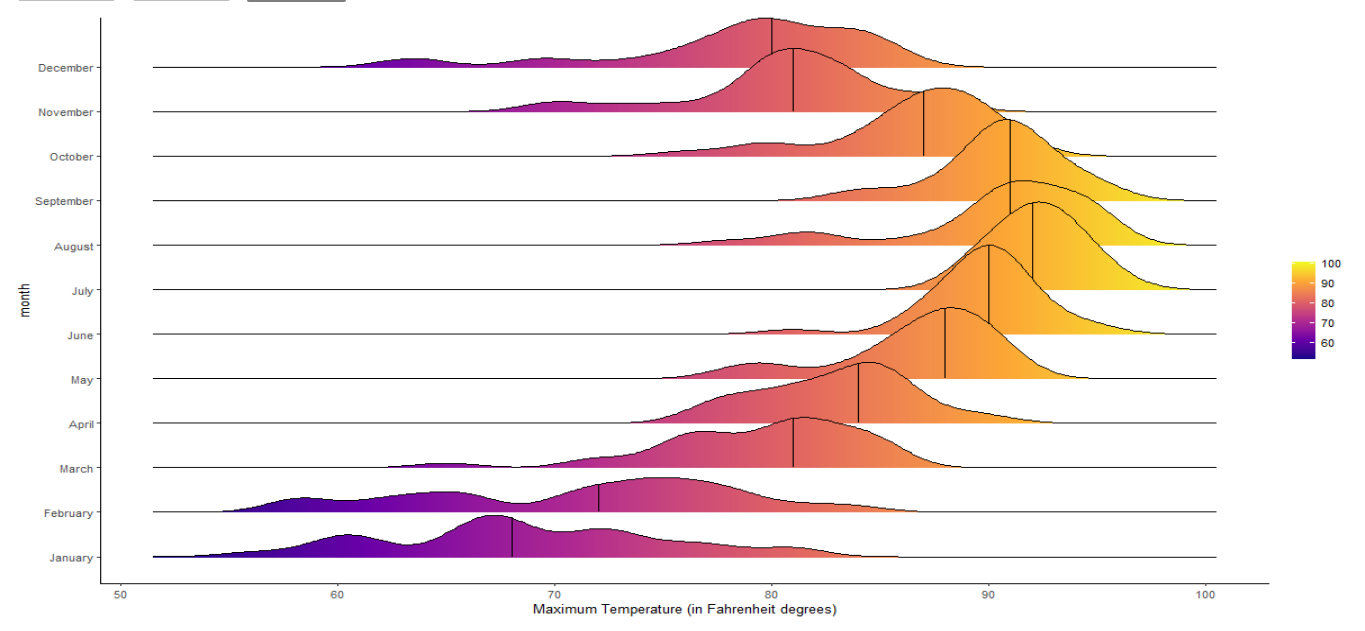 December
November
October
September
August
July
June
May
April
March
February
January
month
50 60 70 80 90 100
Maximum Temperature (in Fahrenheit degrees)
100
90
80
70
60